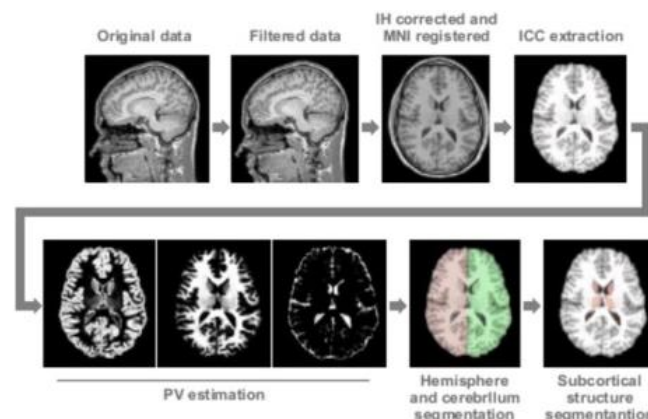 Original data
Filtered data
IH corrected and
MNI registered
ICC extraction
PV estimation
Hemisphere
and cerebrllum
segmentation
Subcortical
structure
segmentantion